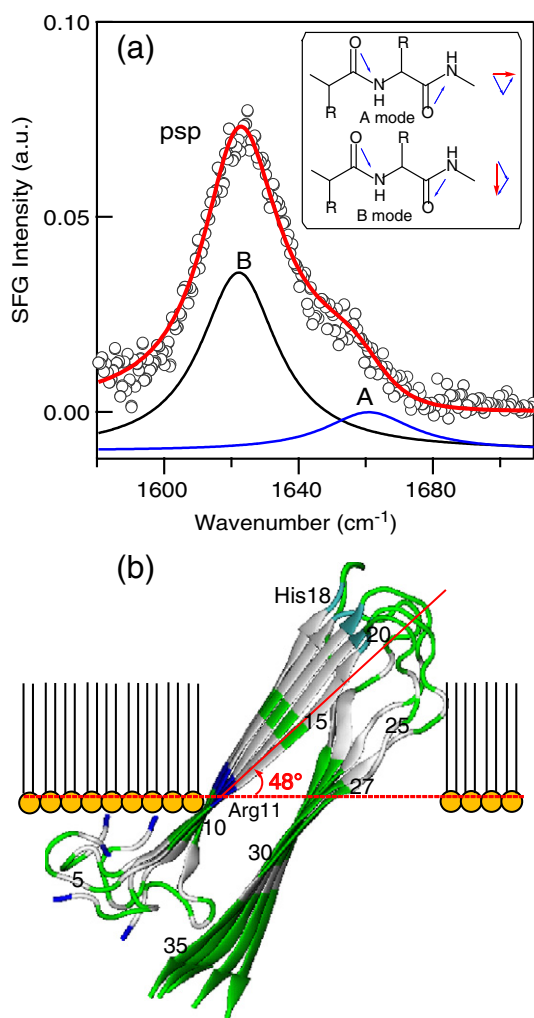 (a)
psp
SFG Intensity (a.u.)
0.10
0.05
0.00
O
R
H
N
N
H
R
O
A mode
O
R
H
N
N
H
R
O
B mode
B
A
1600
1640
1680
Wavenumber (cm⁻¹)
(b)
His18
20
15
25
48°
27
Arg11
10
30
5
35